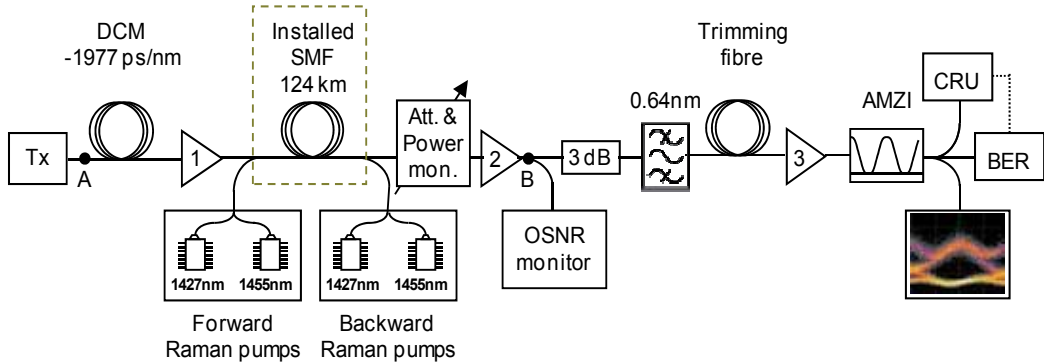 DCM
-1977 ps/nm
Installed
SMF
124 km
Trimming
fibre
Tx
A
1
Att. &
Power
mon.
2
B
3 dB
0.64nm
3
AMZI
CRU
BER
OSNR
monitor
1427nm
1455nm
1427nm
1455nm
Forward
Raman pumps
Backward
Raman pumps